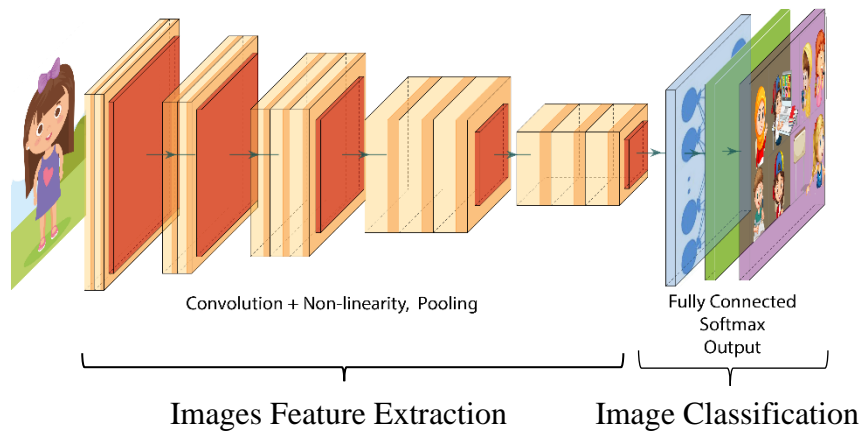 Convolution + Non-linearity, Pooling
Fully Connected
Softmax
Output
Images Feature Extraction
Image Classification